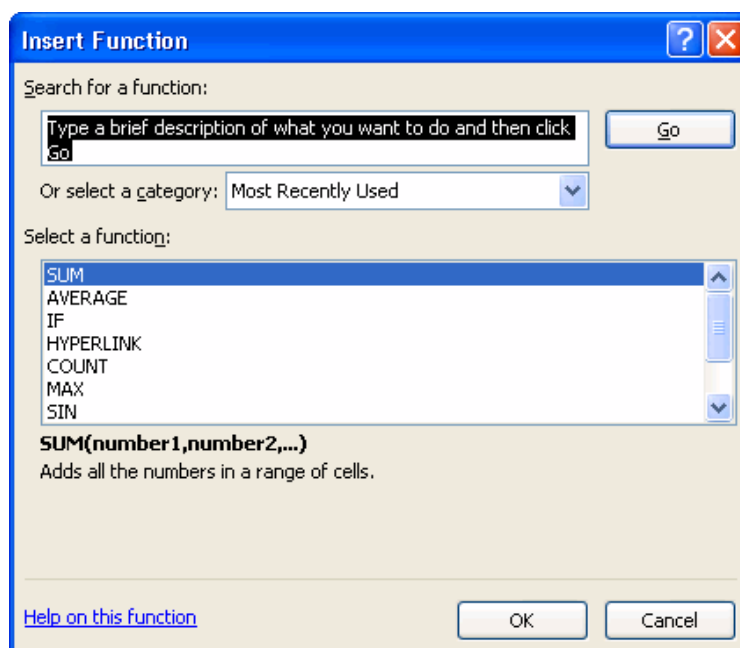 Insert Function
Search for a function:
Type a brief description of what you want to do and then click
Go
Go
Or select a category: Most Recently Used
Select a function:
SUM
AVERAGE
IF
HYPERLINK
COUNT
MAX
SIN
SUM(number1,number2,...)
Adds all the numbers in a range of cells.
Help on this function
OK
Cancel